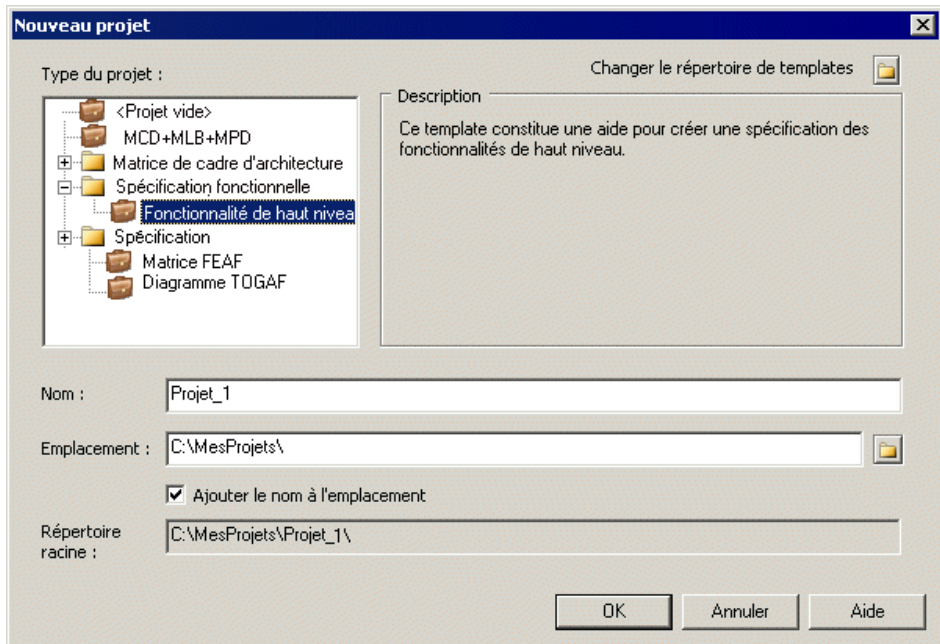 Nouveau projet
Type du projet :
Changer le répertoire de templates
<Projet vide>
MCD+MLB+MPD
Matrice de cadre d'architecture
Spécification fonctionnelle
Fonctionnalité de haut nivea
Spécification
Matrice FEAF
Diagramme TOGAF
Description
Ce template constitue une aide pour créer une spécification des
fonctionnalités de haut niveau.
Nom :
Projet_1
Emplacement :
C:\MesProjets\
Ajouter le nom à l'emplacement
Répertoire
racine :
C:\MesProjets\Projet_1\
OK
Annuler
Aide